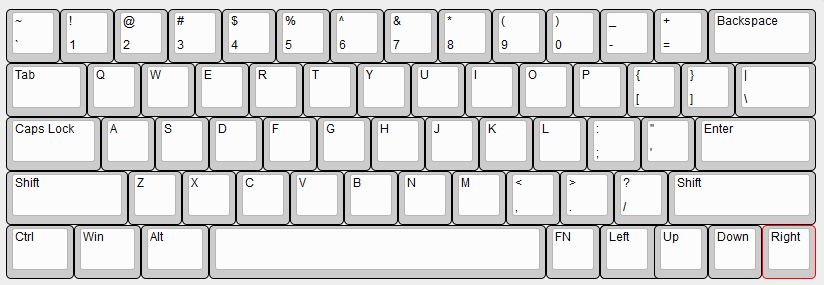 ~ ! @ # $ % ^ & * ( ) _ + Backspace
` 1 2 3 4 5 6 7 8 9 0 - =
Tab Q W E R T Y U I O P { } |
[ ] \
Caps Lock A S D F G H J K L : " Enter
; '
Shift Z X C V B N M < > ? Shift
, . /
Ctrl Win Alt FN Left Up Down Right